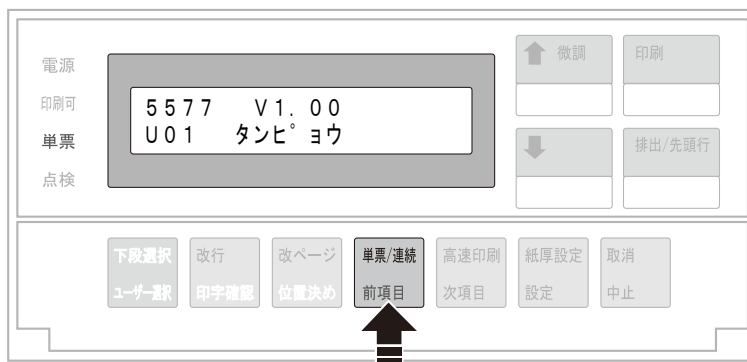 電源
印刷可
単票
点検
5577 V1.00
U01 タンピョウ
微調
印刷
排出/先頭行
下段選択
ユーザー選択
改行
印字確認
改ページ
位置決め
単票/連続
前項目
高速印刷
次項目
紙厚設定
設定
取消
中止